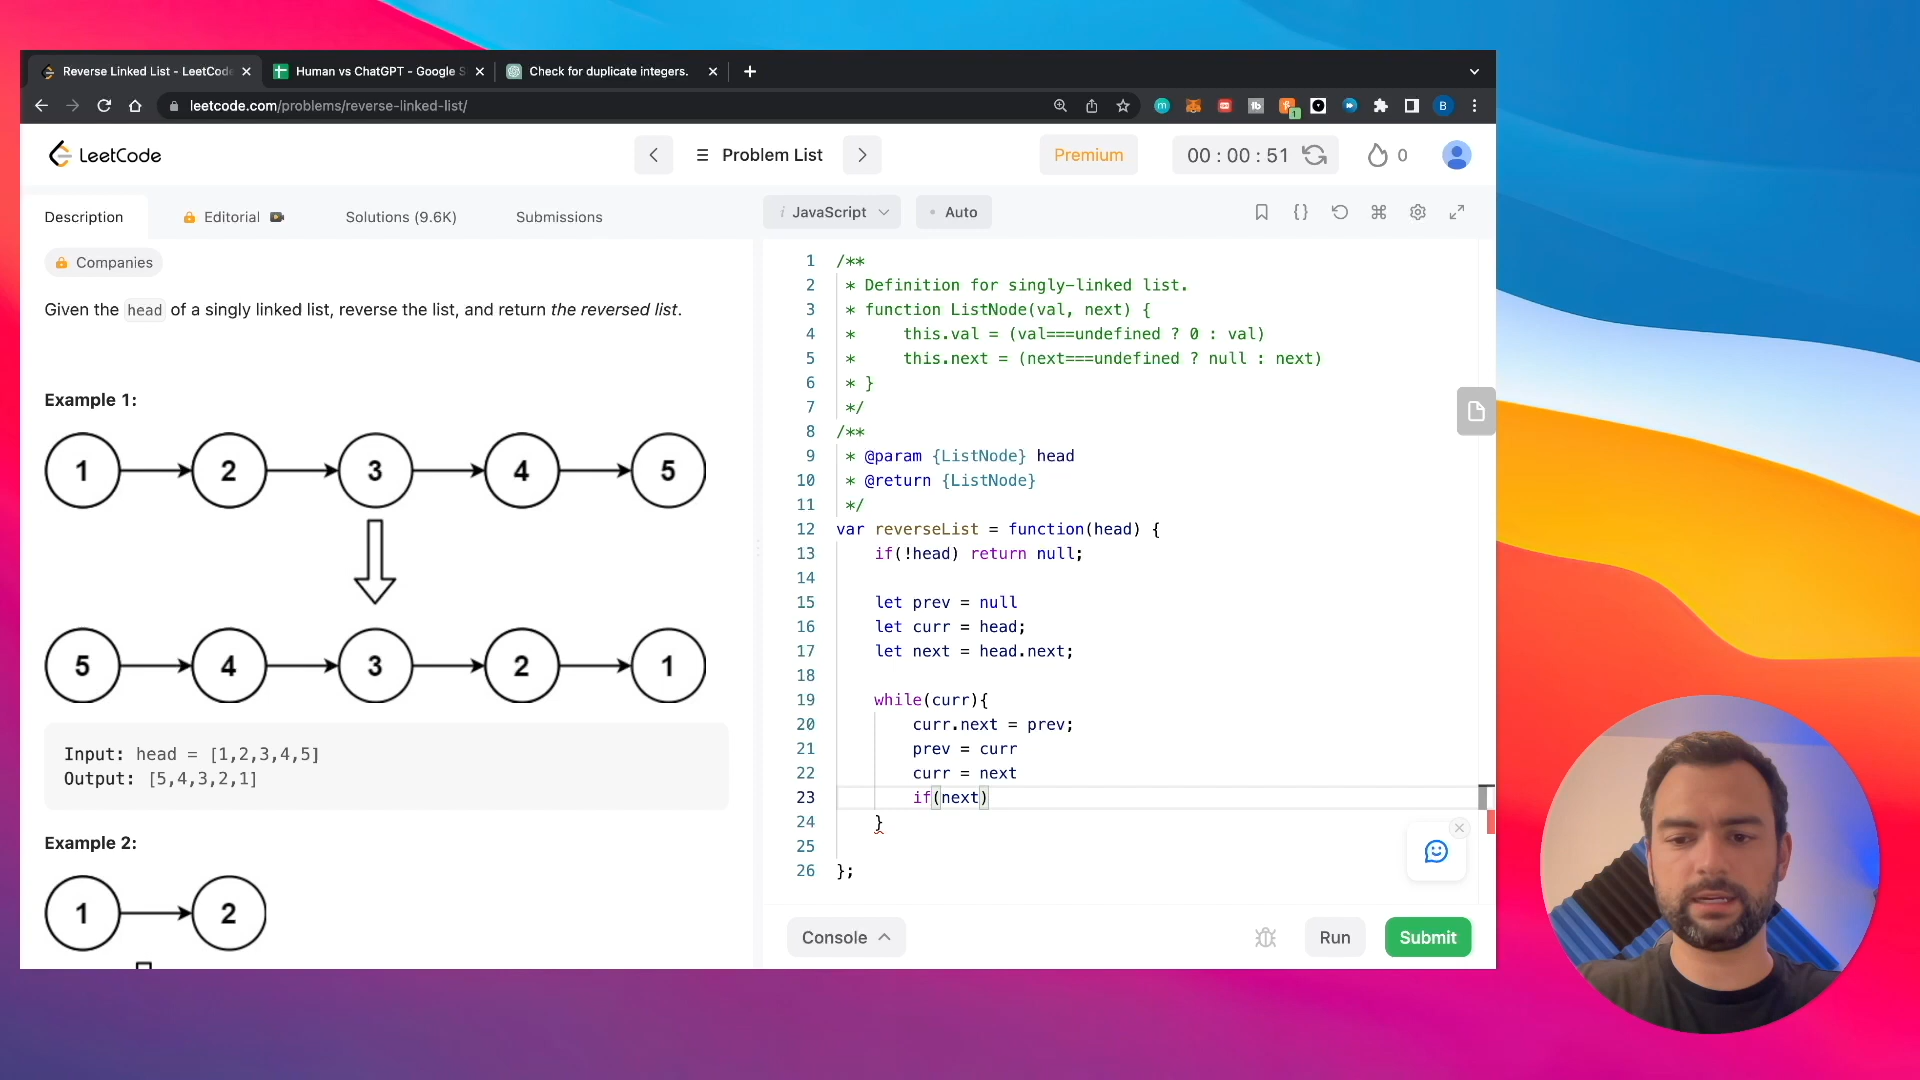 Reverse Linked List - LeetCode
Human vs ChatGPT - Google S
Check for duplicate integers.
leetcode.com/problems/reverse-linked-list/
1
B
LeetCode
Problem List
Premium
00 : 00 : 51
0
Description
Editorial
Solutions (9.6K)
Submissions
Companies
Given the head of a singly linked list, reverse the list, and return the reversed list.
Example 1:
1 2 3 4 5
5 4 3 2 1
Input: head = [1,2,3,4,5]
Output: [5,4,3,2,1]
Example 2:
1 2
i JavaScript
Auto
1 /**
2 * Definition for singly-linked list.
3 * function ListNode(val, next) {
4 *     this.val = (val===undefined ? 0 : val)
5 *     this.next = (next===undefined ? null : next)
6 * }
7 */
8 /**
9 * @param {ListNode} head
10 * @return {ListNode}
11 */
12 var reverseList = function(head) {
13     if(!head) return null;
14
15     let prev = null
16     let curr = head;
17     let next = head.next;
18
19     while(curr){
20         curr.next = prev;
21         prev = curr
22         curr = next
23         if(next)
24     }
25
26 };
Console
Run
Submit